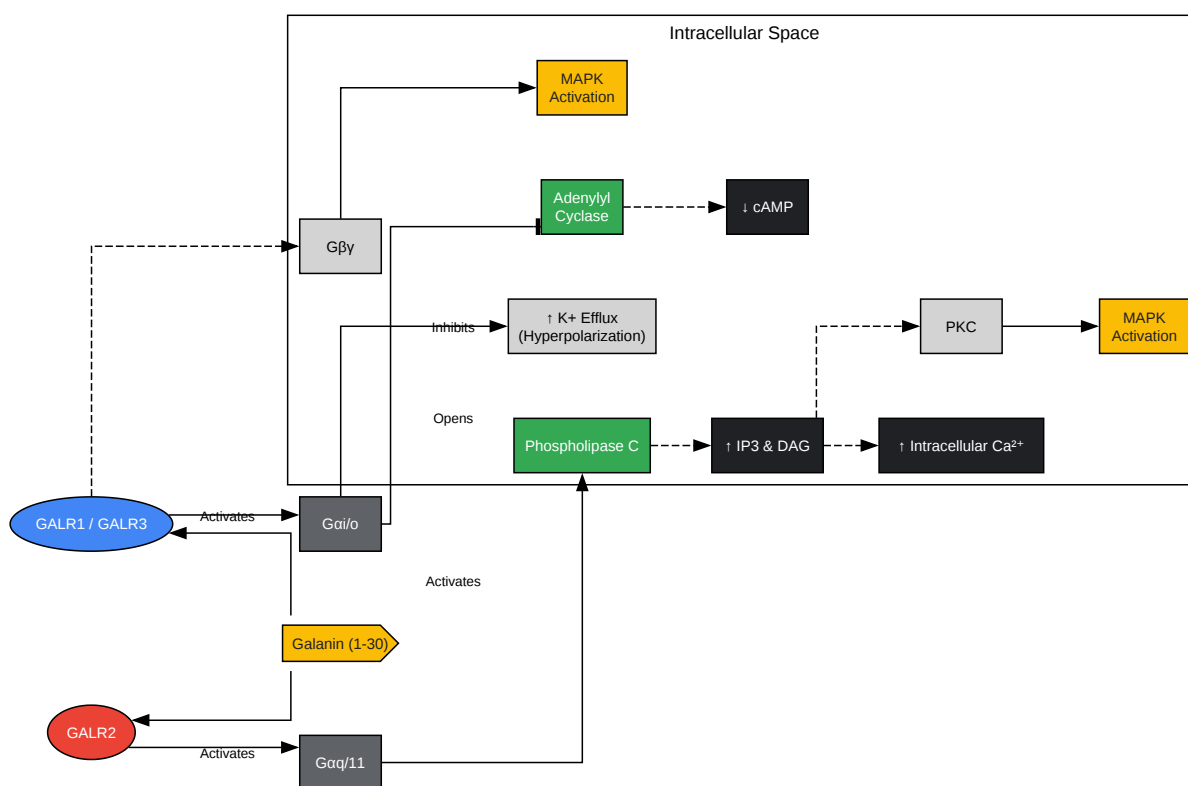 Intracellular Space
MAPK
Activation
Adenylyl
Cyclase
↓ cAMP
Gβγ
Inhibits
↑ K+ Efflux
(Hyperpolarization)
PKC
MAPK
Activation
Opens
Phospholipase C
↑ IP3 & DAG
↑ Intracellular Ca²⁺
GALR1 / GALR3
Activates
Gαi/o
Activates
Galanin (1-30)
GALR2
Activates
Gαq/11